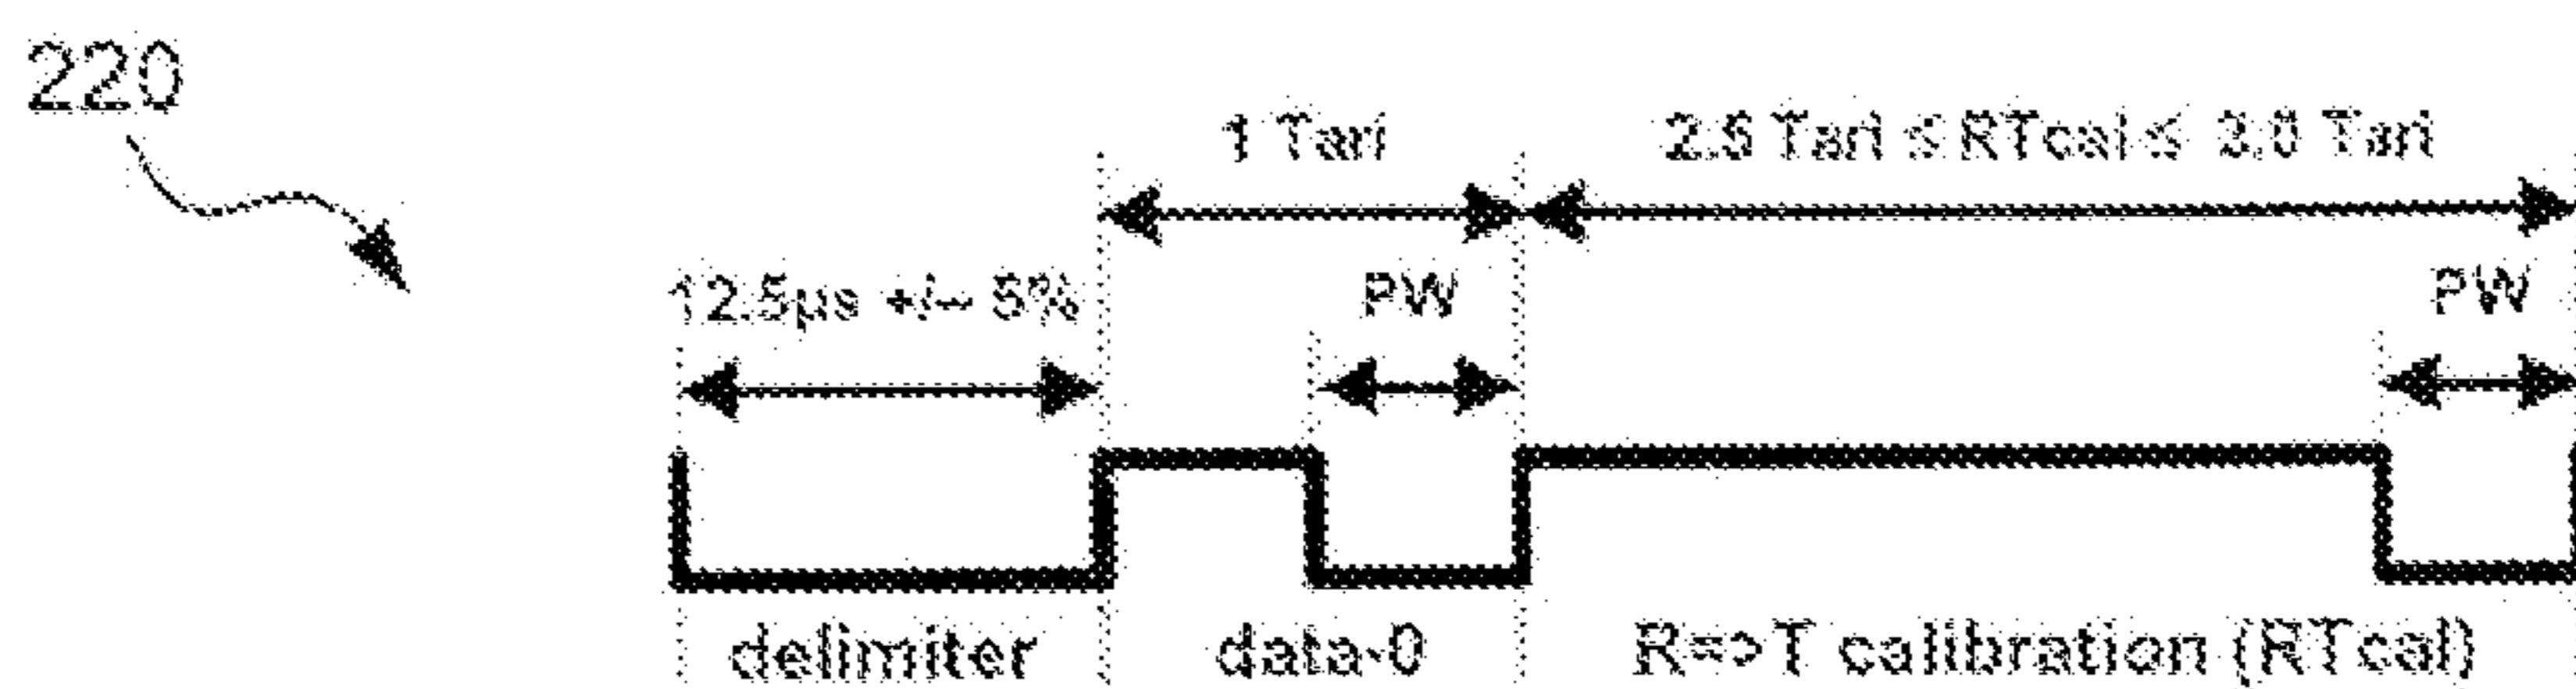 220
1 Tari
2.5 Tari ≤ RTcal ≤ 3.0 Tari
12.5µs +/– 5%
PW
PW
delimiter
data-0
R=>T calibration (RTcal)